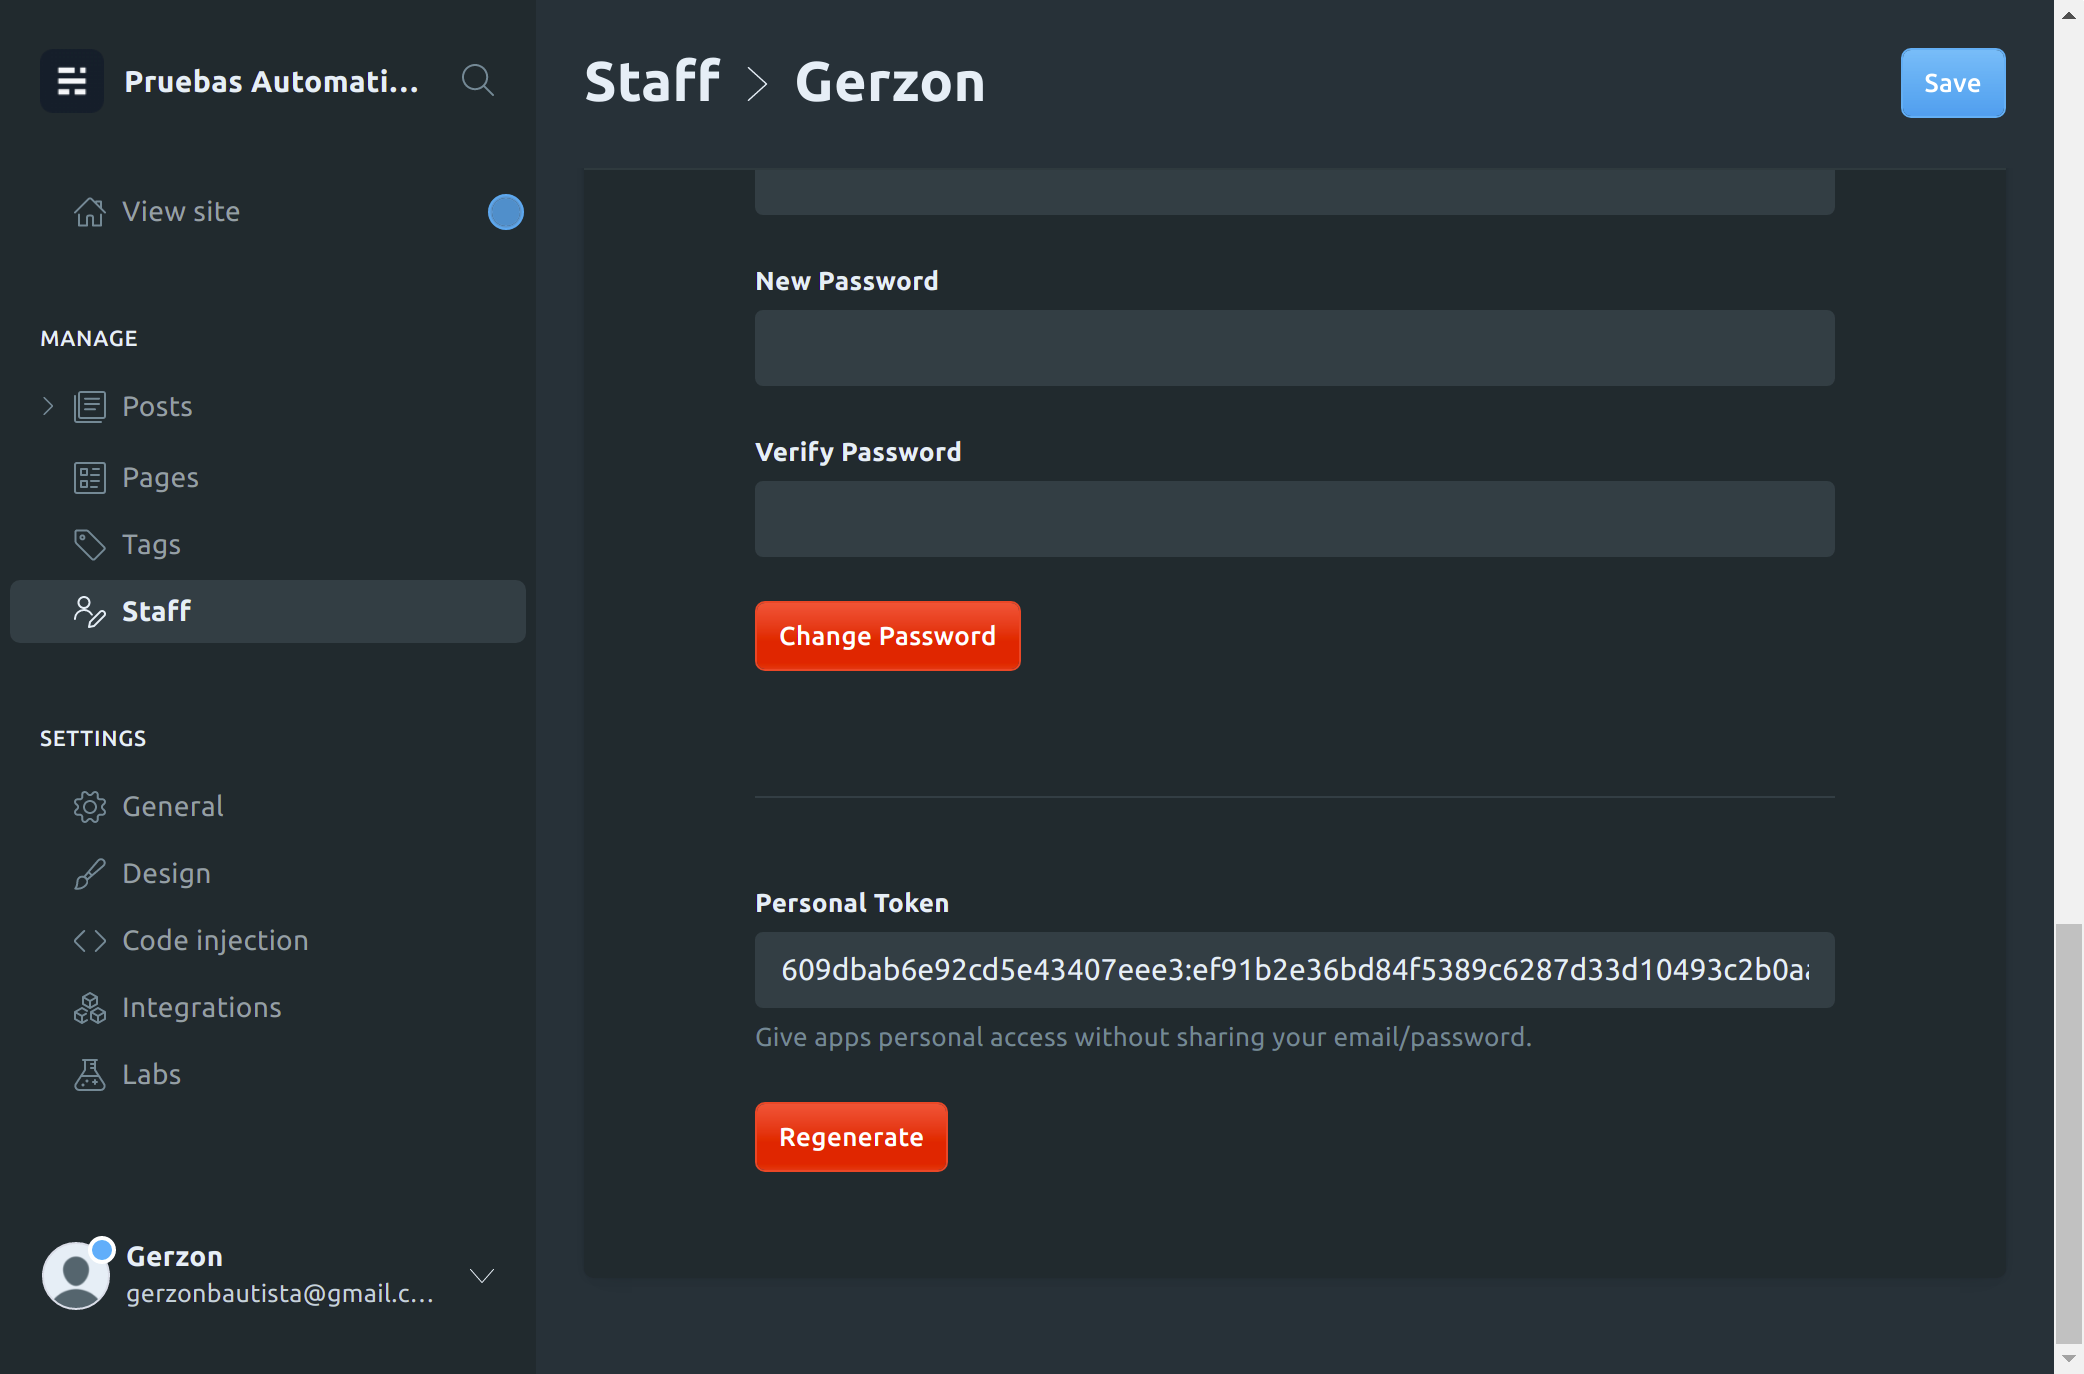 Pruebas Automati...
View site
MANAGE
Posts
Pages
Tags
Staff
SETTINGS
General
Design
Code injection
Integrations
Labs
Gerzon
gerzonbautista@gmail.c...
Staff > Gerzon
Save
New Password
Verify Password
Change Password
Personal Token
609dbab6e92cd5e43407eee3:ef91b2e36bd84f5389c6287d33d10493c2b0a
Give apps personal access without sharing your email/password.
Regenerate